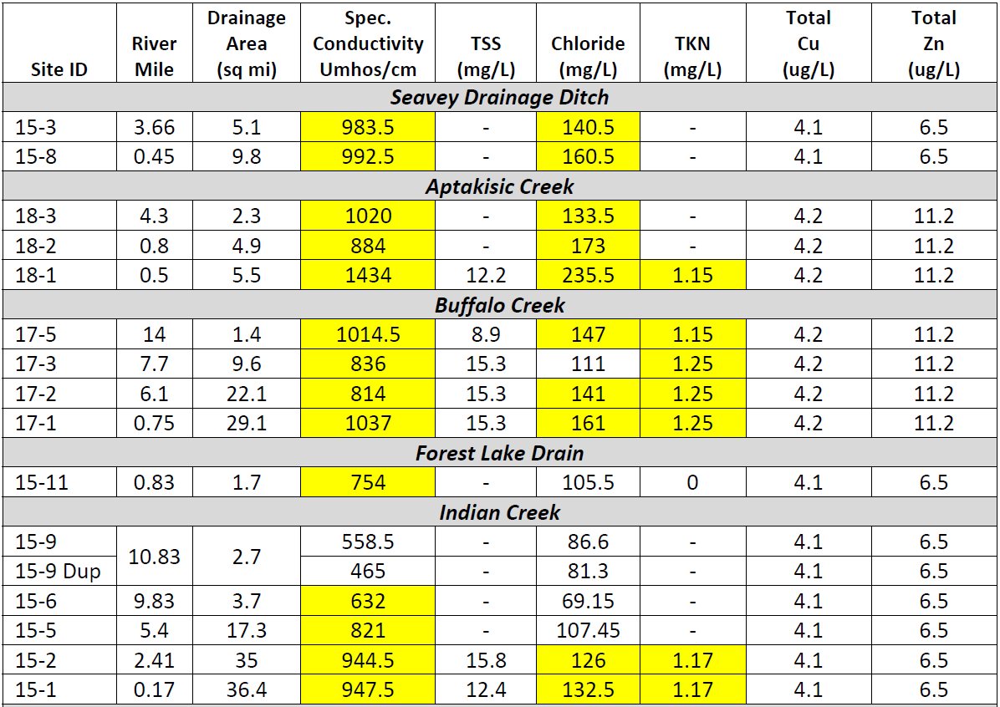 Site ID River Mile Drainage Area (sq mi) Spec. Conductivity Umhos/cm TSS (mg/L) Chloride (mg/L) TKN (mg/L) Total Cu (ug/L) Total Zn (ug/L)
Seavey Drainage Ditch
15-3 3.66 5.1 983.5 - 140.5 - 4.1 6.5
15-8 0.45 9.8 992.5 - 160.5 - 4.1 6.5
Aptakisic Creek
18-3 4.3 2.3 1020 - 133.5 - 4.2 11.2
18-2 0.8 4.9 884 - 173 - 4.2 11.2
18-1 0.5 5.5 1434 12.2 235.5 1.15 4.2 11.2
Buffalo Creek
17-5 14 1.4 1014.5 8.9 147 1.15 4.2 11.2
17-3 7.7 9.6 836 15.3 111 1.25 4.2 11.2
17-2 6.1 22.1 814 15.3 141 1.25 4.2 11.2
17-1 0.75 29.1 1037 15.3 161 1.25 4.2 11.2
Forest Lake Drain
15-11 0.83 1.7 754 - 105.5 0 4.1 6.5
Indian Creek
15-9 10.83 2.7 558.5 - 86.6 - 4.1 6.5
15-9 Dup 465 - 81.3 - 4.1 6.5
15-6 9.83 3.7 632 - 69.15 - 4.1 6.5
15-5 5.4 17.3 821 - 107.45 - 4.1 6.5
15-2 2.41 35 944.5 15.8 126 1.17 4.1 6.5
15-1 0.17 36.4 947.5 12.4 132.5 1.17 4.1 6.5